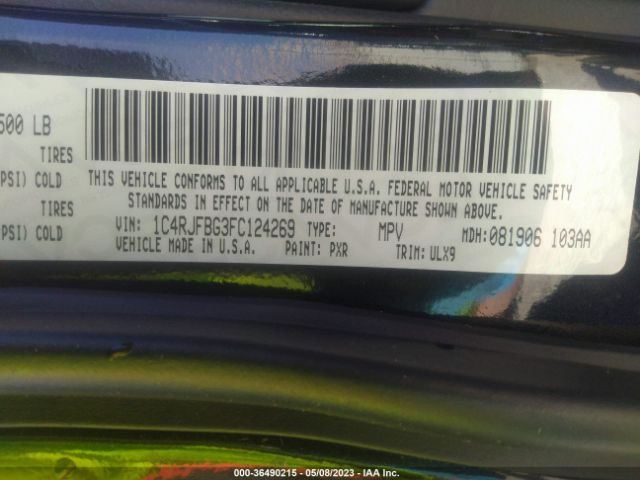 500 LB
TIRES
PSI) COLD
TIRES
PSI) COLD
THIS VEHICLE CONFORMS TO ALL APPLICABLE U.S.A. FEDERAL MOTOR VEHICLE SAFETY
STANDARDS IN EFFECT ON THE DATE OF MANUFACTURE SHOWN ABOVE.
VIN: 1C4RJFBG3FC124269 TYPE: MPV MDH: 081906 103AA
VEHICLE MADE IN U.S.A. PAINT: PXR TRIM: ULX9
000-36490215 - 05/08/2023 - IAA Inc.